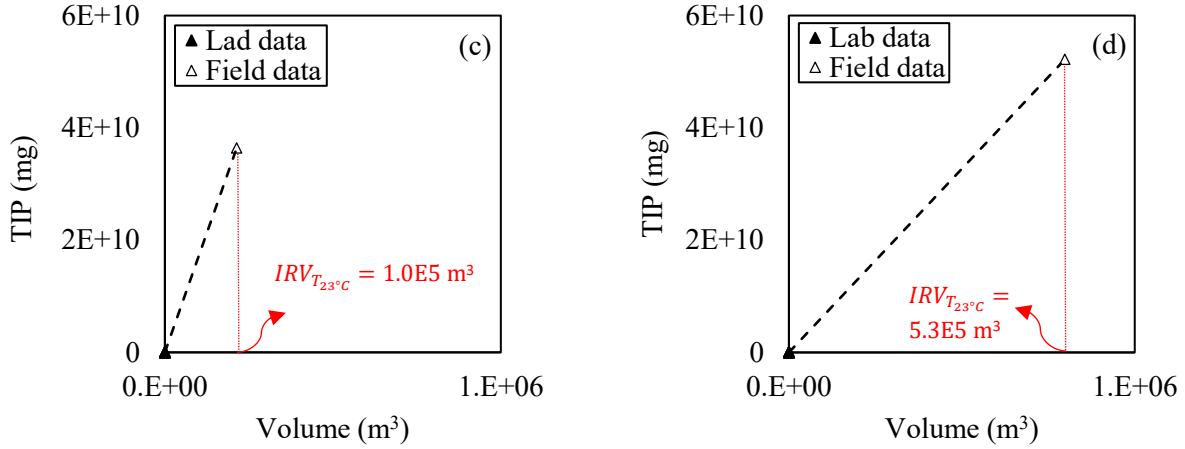 6E+10
▲ Lad data
△ Field data
(c)
4E+10
2E+10
0
0.E+00
1.E+06
TIP (mg)
Volume (m³)
IRV_{T_{23°C}} = 1.0E5 m³
6E+10
▲ Lab data
△ Field data
(d)
4E+10
2E+10
0
0.E+00
1.E+06
TIP (mg)
Volume (m³)
IRV_{T_{23°C}} =
5.3E5 m³